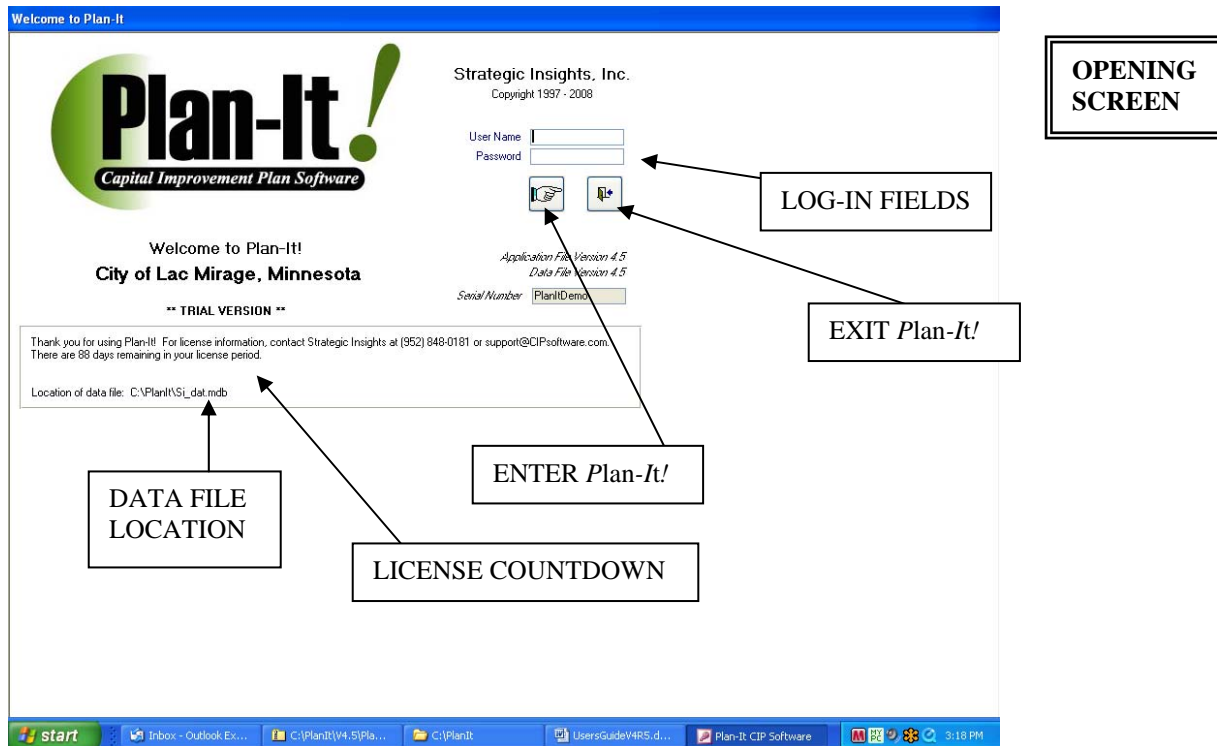 Welcome to Plan-It
Plan-It!
Capital Improvement Plan Software
Strategic Insights, Inc.
Copyright 1997 - 2008
User Name
Password
OPENING
SCREEN
LOG-IN FIELDS
Welcome to Plan-It!
City of Lac Mirage, Minnesota
** TRIAL VERSION **
Application File Version 4.5
Data File Version 4.5
Serial Number PlanItDemo
EXIT Plan-It!
Thank you for using Plan-It! For license information, contact Strategic Insights at (952) 848-0181 or support@CIPsoftware.com.
There are 88 days remaining in your license period.
Location of data file: C:\PlanIt\Si_dat.mdb
ENTER Plan-It!
DATA FILE
LOCATION
LICENSE COUNTDOWN
start
Inbox - Outlook Ex...
C:\PlanIt\V4.5\Pla...
C:\PlanIt
UsersGuideV4R5.d...
Plan-It CIP Software
3:18 PM